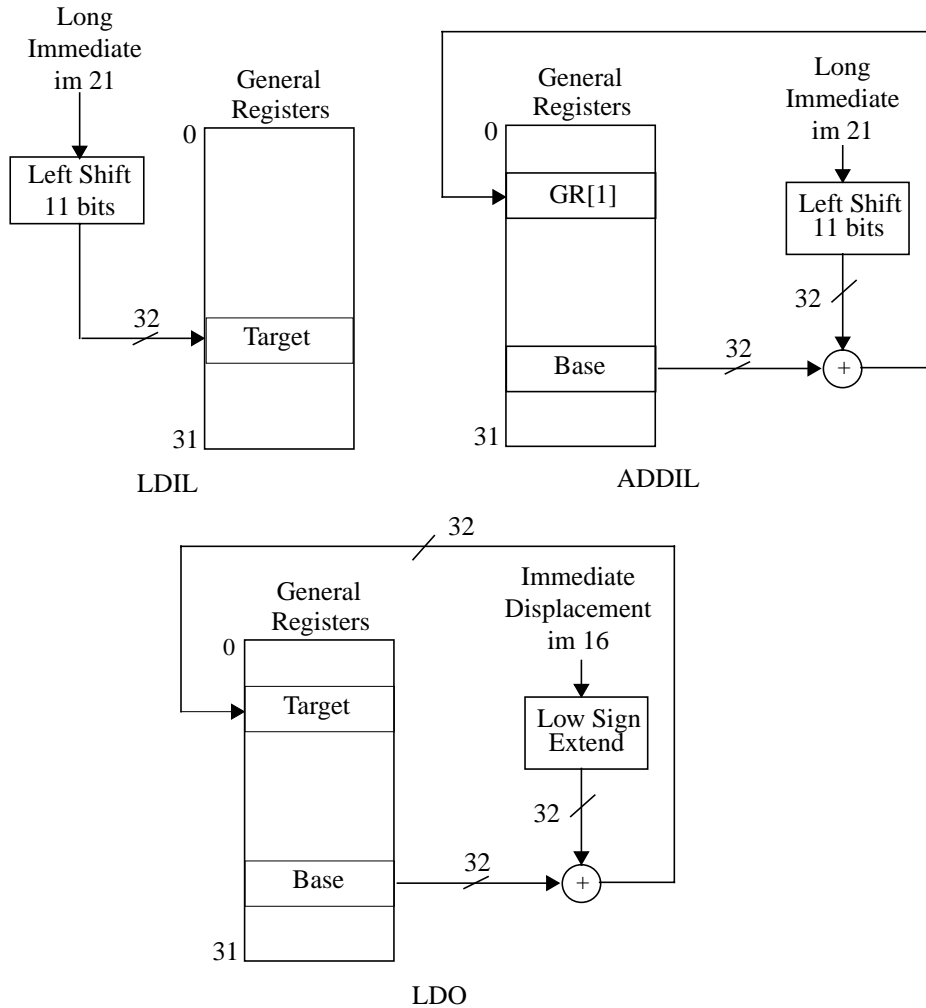 Long
Immediate
im 21
Left Shift
11 bits
General
Registers
0
32
Target
31
LDIL
General
Registers
0
GR[1]
Base
31
32
Long
Immediate
im 21
Left Shift
11 bits
32
+
ADDIL
32
General
Registers
0
Target
Base
31
32
Immediate
Displacement
im 16
Low Sign
Extend
32
+
LDO